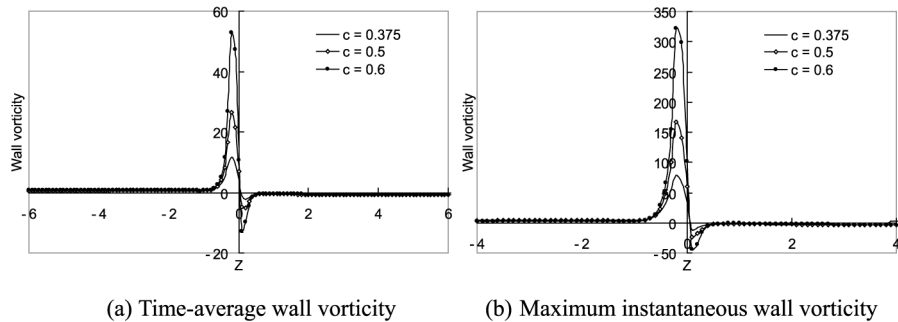 60
40
20
0
-20
-6
-4
-2
0
2
4
6
Wall vorticity
Z
c = 0.375
c = 0.5
c = 0.6
(a) Time-average wall vorticity
350
300
250
200
150
100
50
0
-50
-4
-2
0
2
4
Wall vorticity
Z
c = 0.375
c = 0.5
c = 0.6
(b) Maximum instantaneous wall vorticity